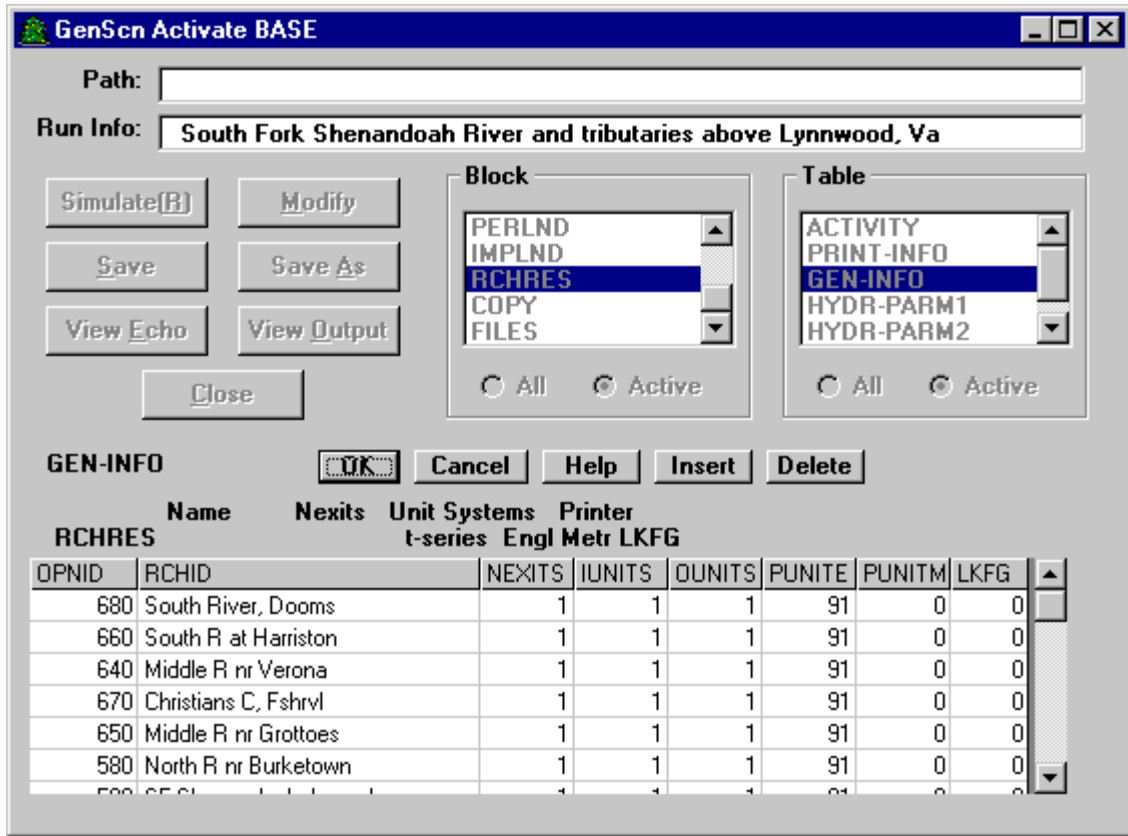 GenScn Activate BASE
Path:
Run Info: South Fork Shenandoah River and tributaries above Lynnwood, Va
Simulate(R) Modify
Save Save As
View Echo View Output
Close
Block
PERLND
IMPLND
RCHRES
COPY
FILES
All Active
Table
ACTIVITY
PRINT-INFO
GEN-INFO
HYDR-PARM1
HYDR-PARM2
All Active
GEN-INFO OK Cancel Help Insert Delete
Name Nexits Unit Systems Printer
RCHRES t-series Engl Metr LKFG
OPNID RCHID NEXITS IUNITS OUNITS PUNITE PUNITM LKFG
680 South River, Dooms 1 1 1 91 0 0
660 South R at Harriston 1 1 1 91 0 0
640 Middle R nr Verona 1 1 1 91 0 0
670 Christians C, Fshrvl 1 1 1 91 0 0
650 Middle R nr Grottoes 1 1 1 91 0 0
580 North R nr Burketown 1 1 1 91 0 0